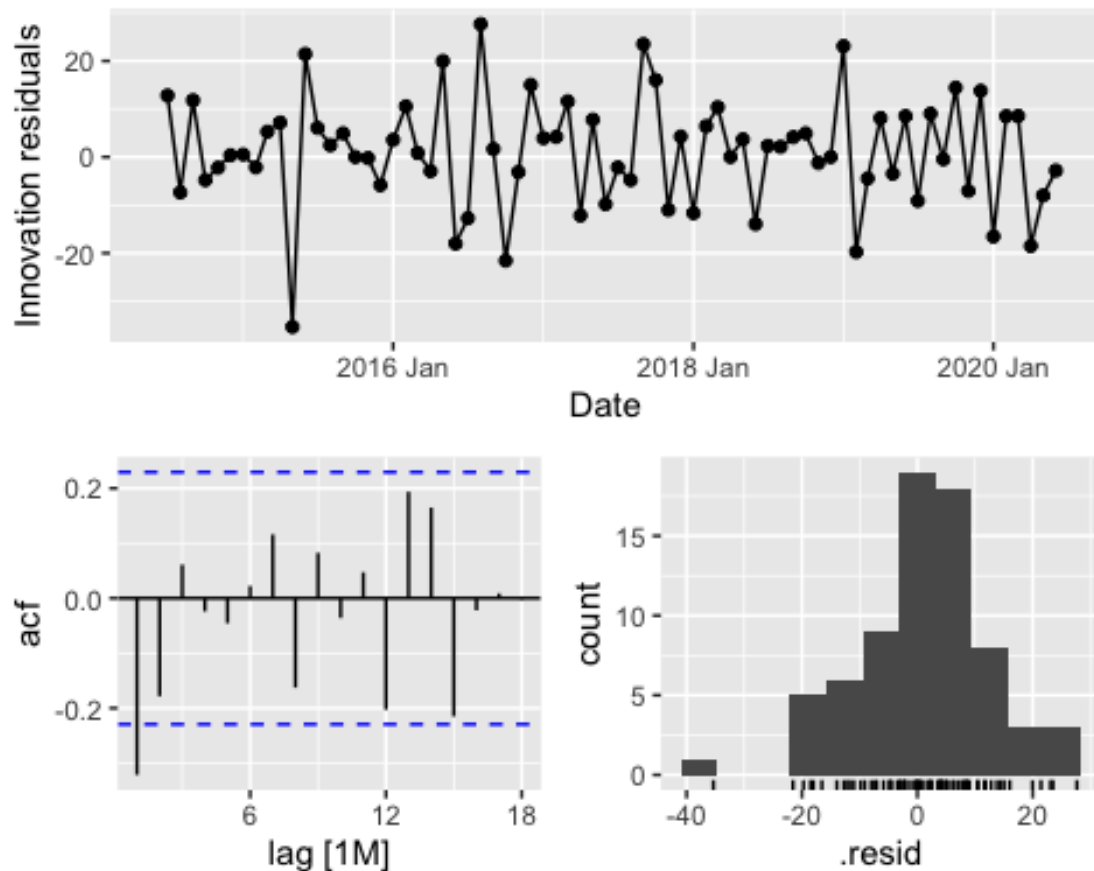 Innovation residuals
20
0
-20
2016 Jan
2018 Jan
2020 Jan
Date
acf
0.2
0.0
-0.2
6
12
18
lag [1M]
count
15
10
5
0
-40
-20
0
20
.resid